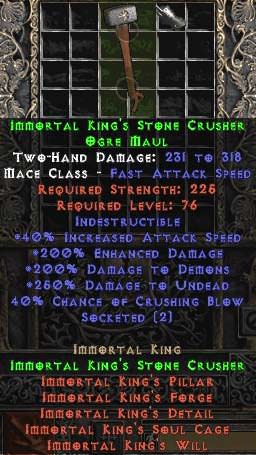 Immortal King's Stone Crusher
Ogre Maul
Two-Hand Damage: 231 to 318
Mace Class - Fast Attack Speed
Required Strength: 225
Required Level: 76
Indestructible
*40% Increased Attack Speed
*200% Enhanced Damage
*200% Damage to Demons
*250% Damage to Undead
40% Chance of Crushing Blow
Socketed (2)
Immortal King
Immortal King's Stone Crusher
Immortal King's Pillar
Immortal King's Forge
Immortal King's Detail
Immortal King's Soul Cage
Immortal King's Will